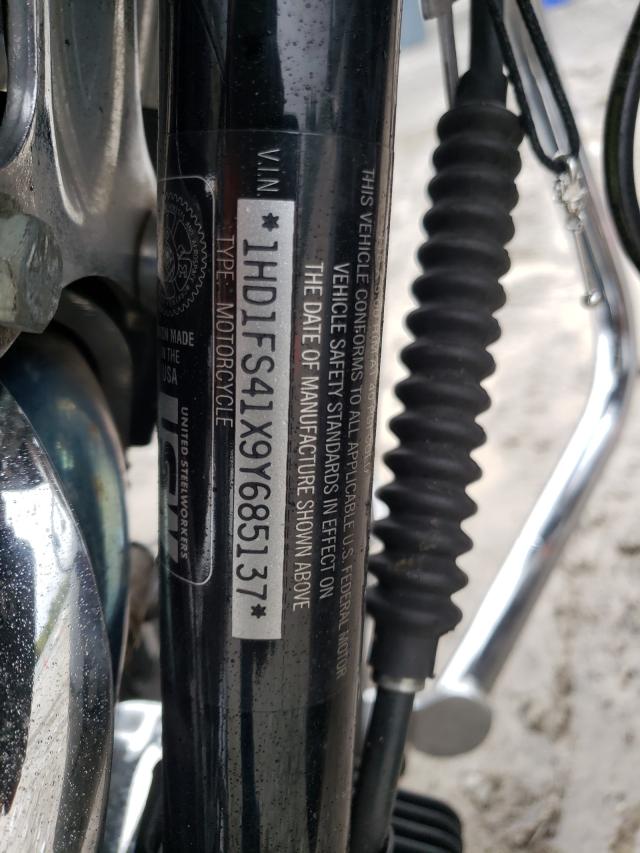 THIS VEHICLE CONFORMS TO ALL APPLICABLE U.S. FEDERAL MOTOR
VEHICLE SAFETY STANDARDS IN EFFECT ON
THE DATE OF MANUFACTURE SHOWN ABOVE
V.I.N.
*1HD1FS41X9Y685137*
TYPE: MOTORCYCLE
MADE
IN THE
USA
UNITED STEELWORKERS
USW